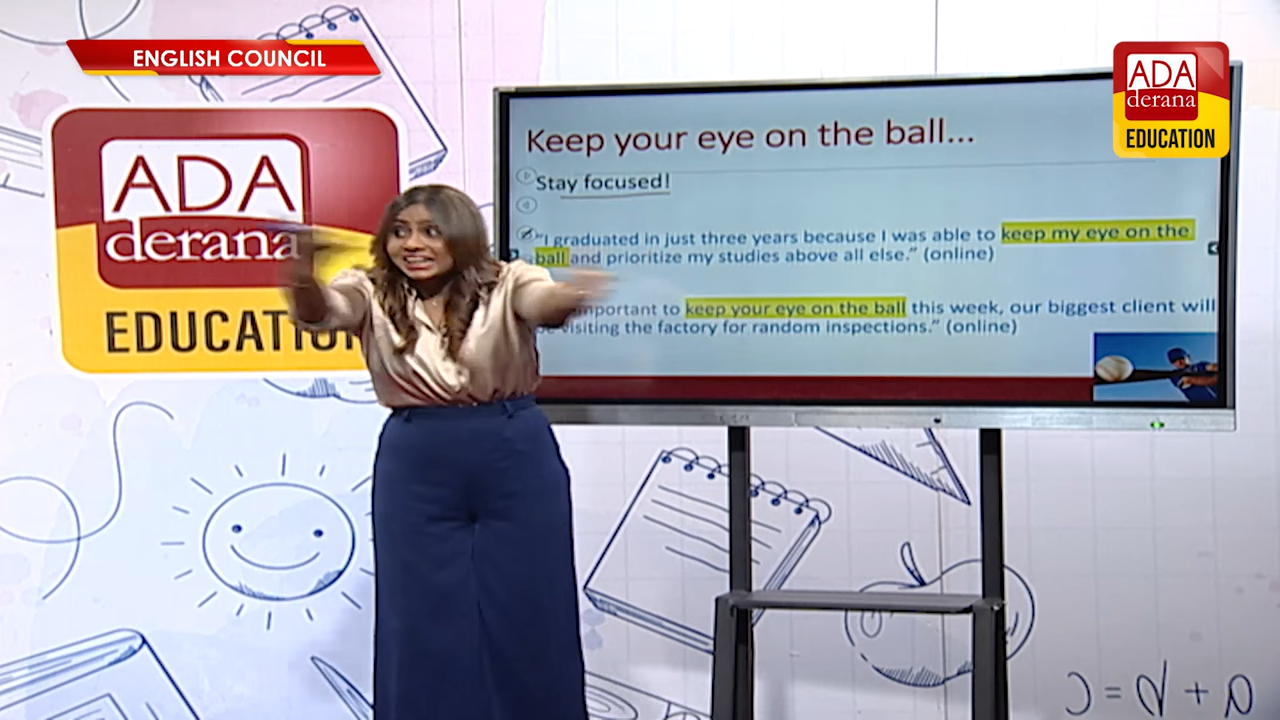 ENGLISH COUNCIL
ADA
derana
EDUCATION
ADA
derana
Keep your eye on the ball...
Stay focused!
"I graduated in just three years because I was able to keep my eye on the
ball and prioritize my studies above all else." (online)
important to keep your eye on the ball this week, our biggest client will
visiting the factory for random inspections." (online)
c = b + a